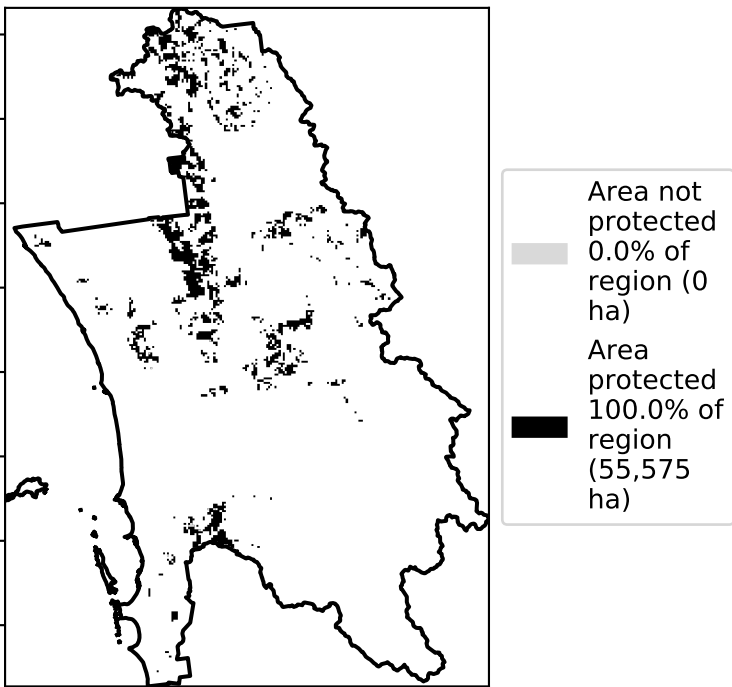 Area not
protected
0.0% of
region (0
ha)
Area
protected
100.0% of
region
(55,575
ha)